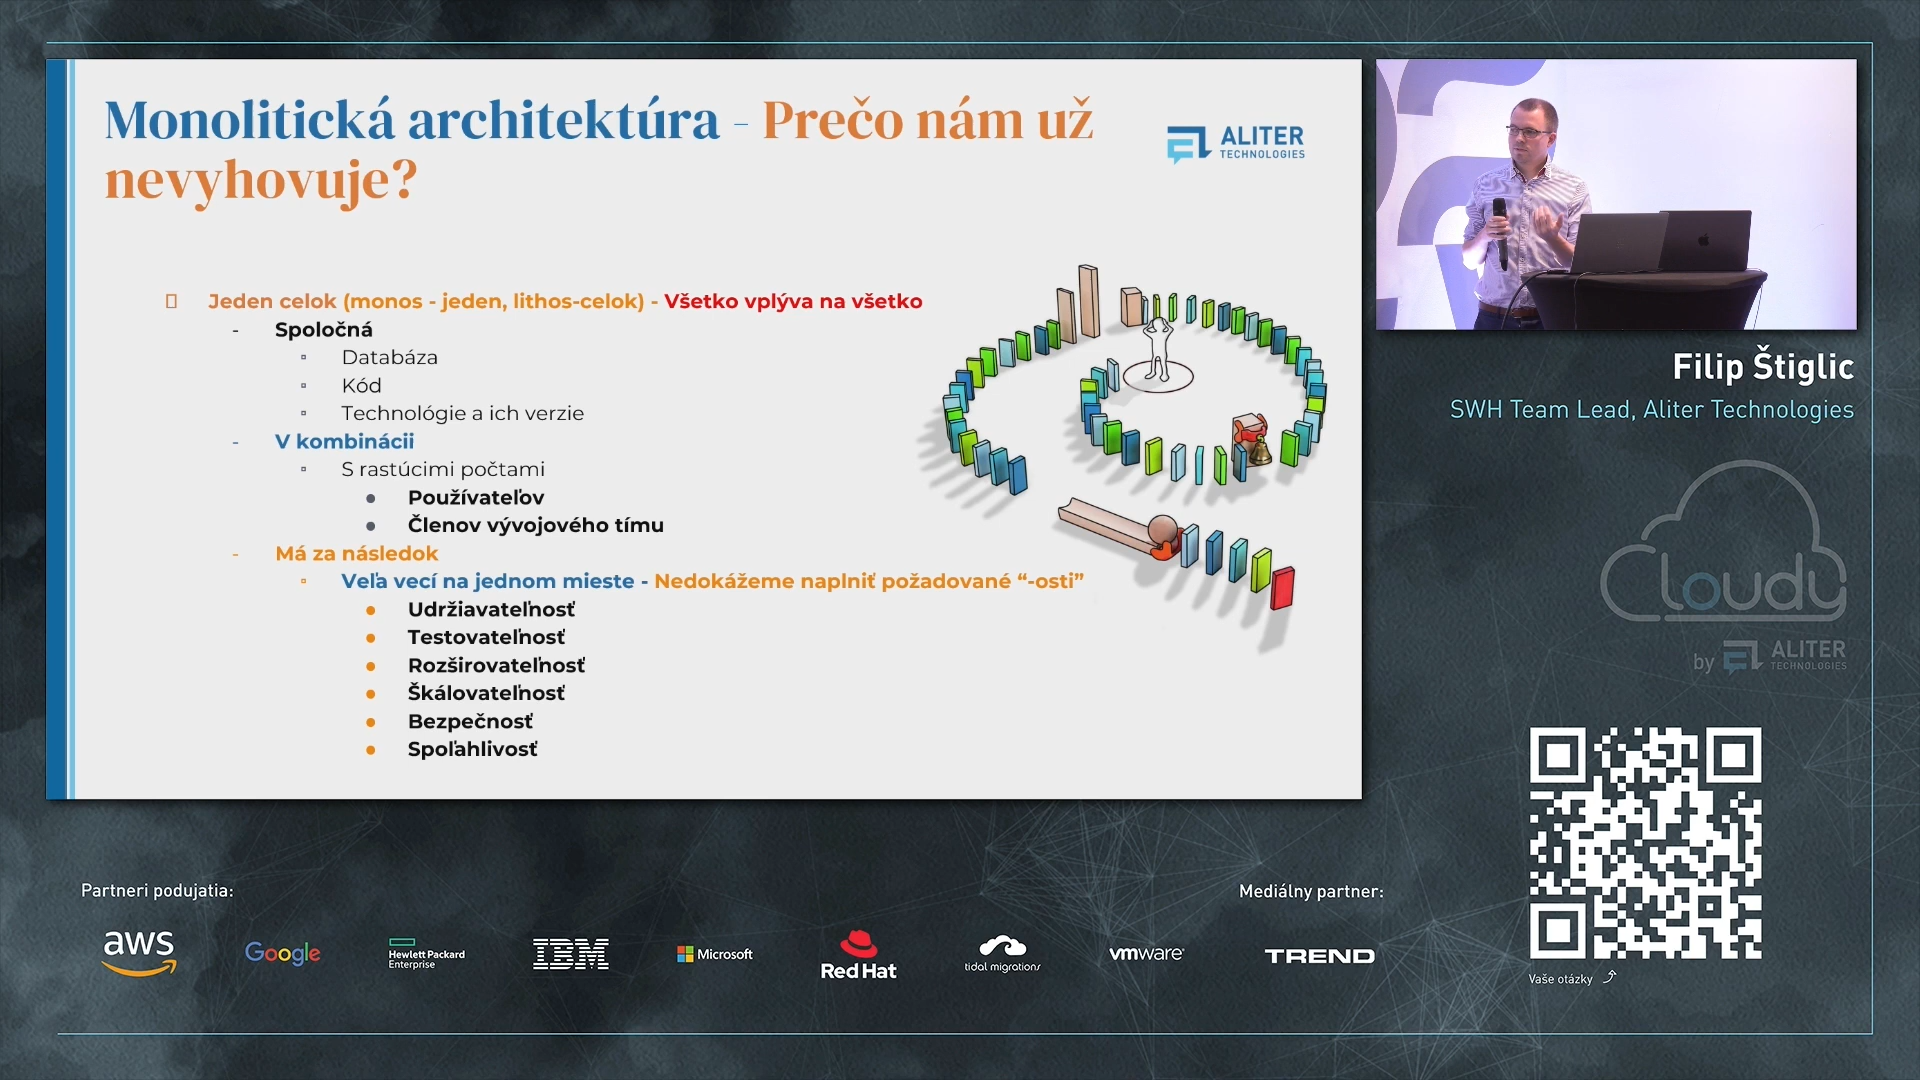 Monolitická architektúra - Prečo nám už
nevyhovuje?
ALITER
TECHNOLOGIES
Jeden celok (monos - jeden, lithos-celok) - Všetko vplýva na všetko
- Spoločná
Databáza
Kód
Technológie a ich verzie
- V kombinácii
S rastúcimi počtami
● Používateľov
● Členov vývojového tímu
- Má za následok
Veľa vecí na jednom mieste - Nedokážeme naplniť požadované “-osti”
● Udržiavateľnosť
● Testovateľnosť
● Rozširovateľnosť
● Škálovateľnosť
● Bezpečnosť
● Spoľahlivosť
Filip Štiglic
SWH Team Lead, Aliter Technologies
Cloudy
by ALITER
TECHNOLOGIES
Vaše otázky
Partneri podujatia:
Mediálny partner:
aws
Google
Hewlett Packard
Enterprise
IBM
Microsoft
Red Hat
tidal migrations
vmware
TREND